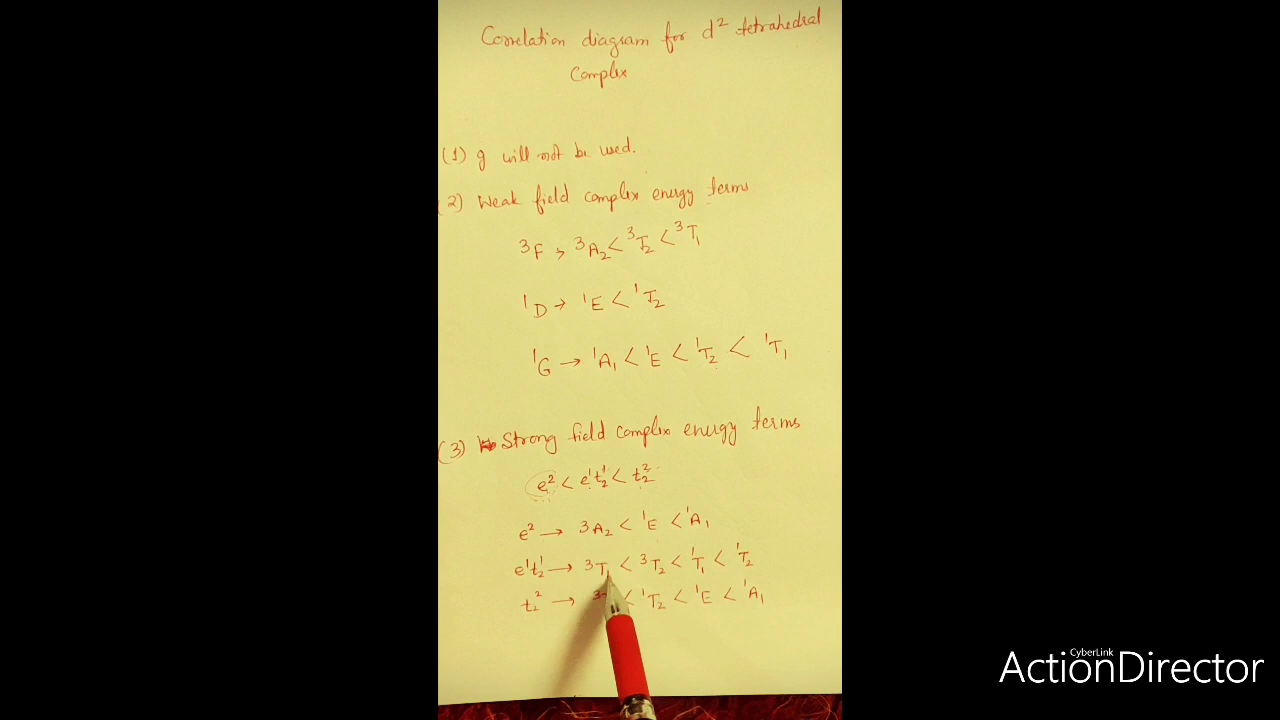 Correlation diagram for d² tetrahedral
Complex
(1) g will not be used.
2) Weak field complex energy terms
³F → ³A₂ < ³T₂ < ³T₁
¹D → ¹E < ¹T₂
¹G → ¹A₁ < ¹E < ¹T₂ < ¹T₁
(3) Strong field complex energy terms
e² < e¹t₂¹ < t₂²
e² → ³A₂ < ¹E < ¹A₁
e¹t₂¹ → ³T₁ < ³T₂ < ¹T₁ < ¹T₂
t₂² → < ¹T₂ < ¹E < ¹A₁
CyberLink
ActionDirector